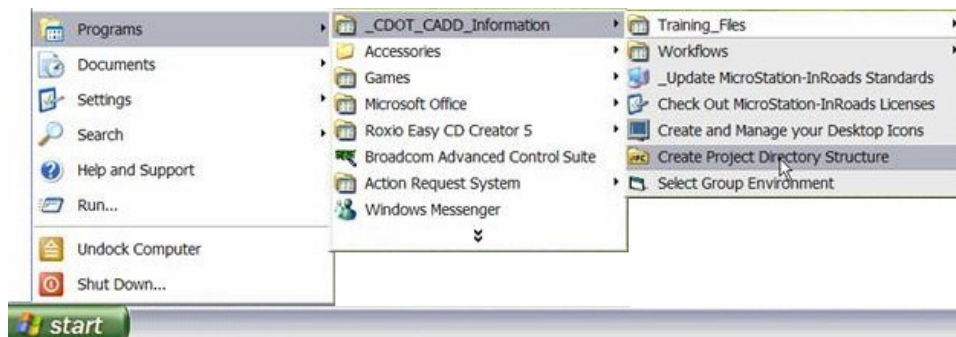 Programs
Documents
Settings
Search
Help and Support
Run...
Undock Computer
Shut Down...
start
_CDOT_CADD_Information
Accessories
Games
Microsoft Office
Roxio Easy CD Creator 5
Broadcom Advanced Control Suite
Action Request System
Windows Messenger
Training_Files
Workflows
_Update MicroStation-InRoads Standards
Check Out MicroStation-InRoads Licenses
Create and Manage your Desktop Icons
Create Project Directory Structure
Select Group Environment